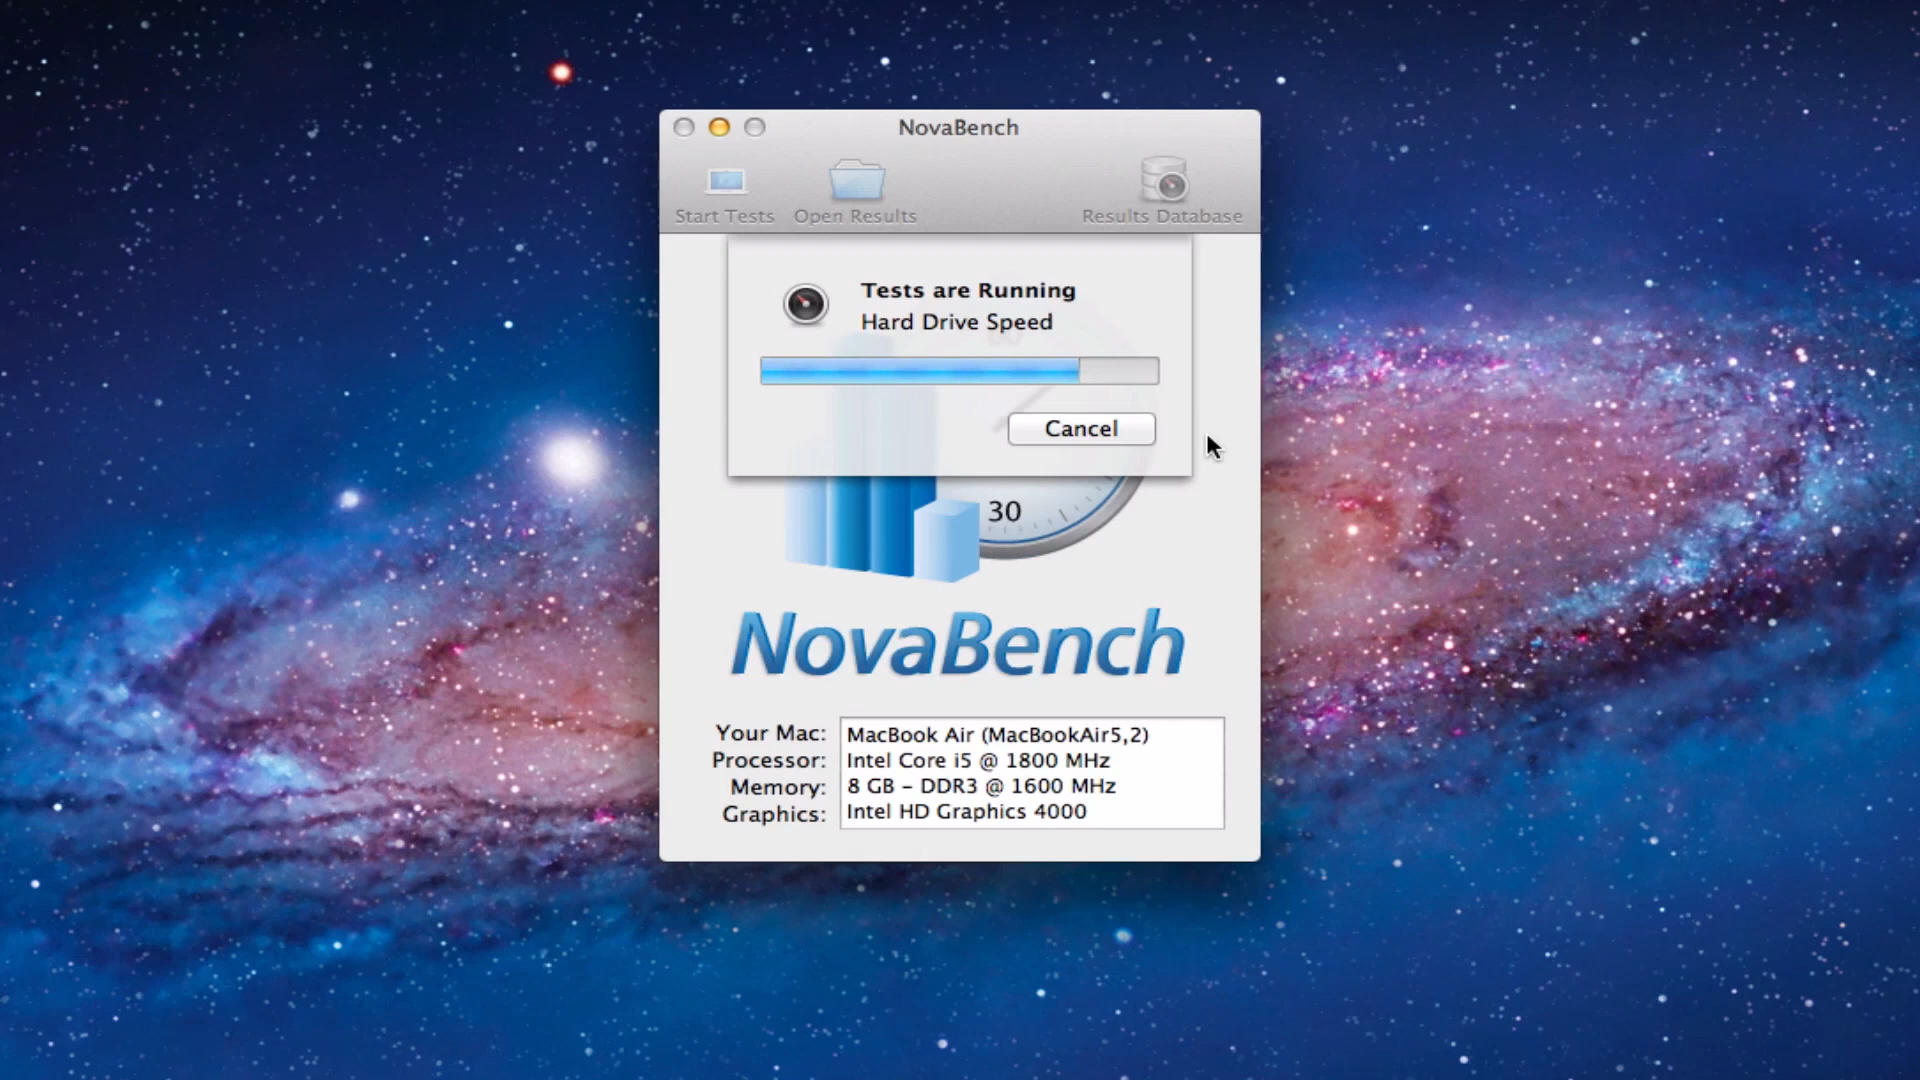 NovaBench
Start Tests
Open Results
Results Database
Tests are Running
Hard Drive Speed
Cancel
30
NovaBench
Your Mac: MacBook Air (MacBookAir5,2)
Processor: Intel Core i5 @ 1800 MHz
Memory: 8 GB – DDR3 @ 1600 MHz
Graphics: Intel HD Graphics 4000